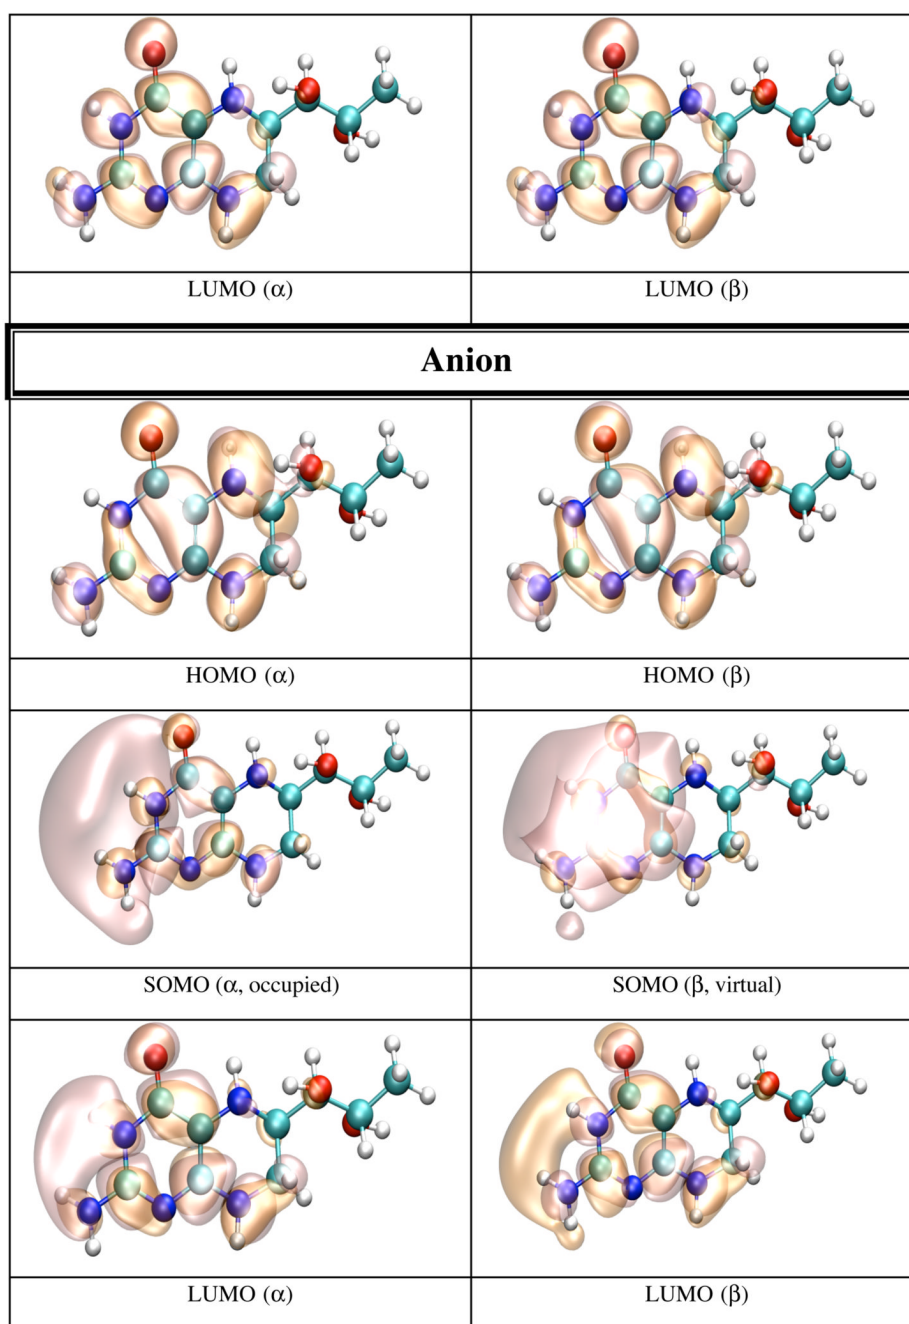 LUMO (α) LUMO (β)
Anion
HOMO (α) HOMO (β)
SOMO (α, occupied) SOMO (β, virtual)
LUMO (α) LUMO (β)